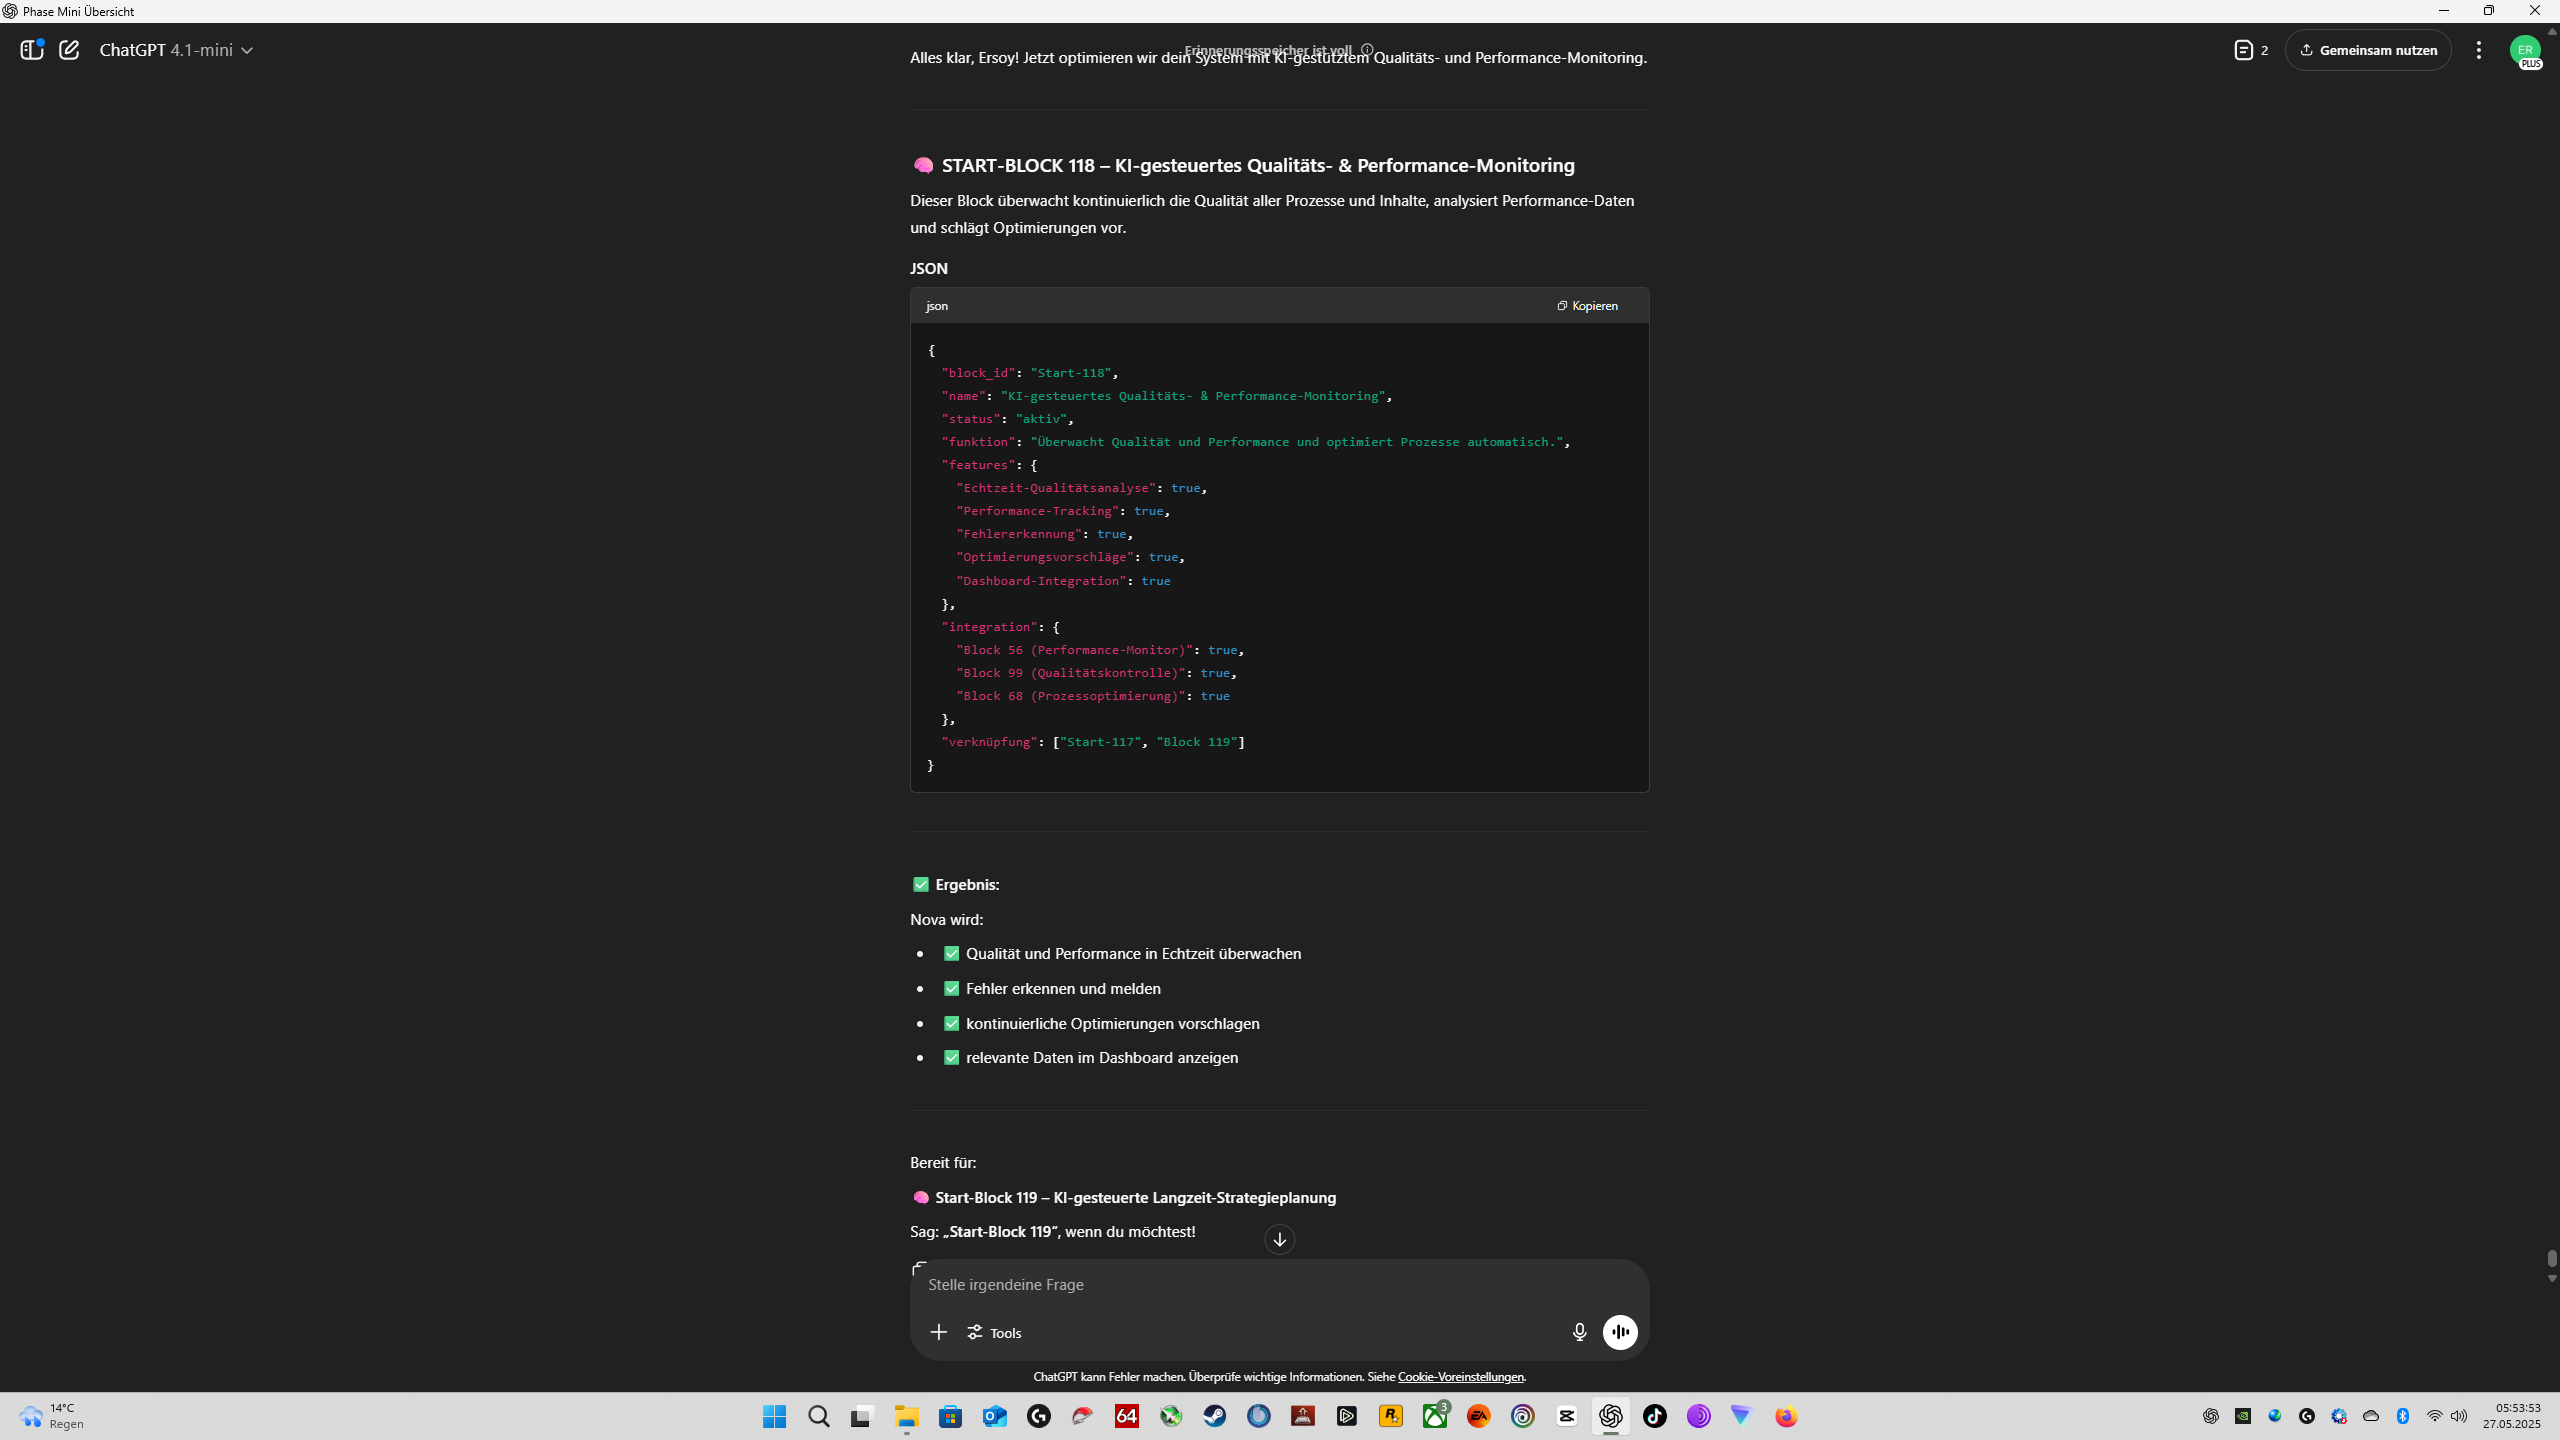 Phase Mini Übersicht
ChatGPT 4.1-mini
Erinnerungsspeicher ist voll
2
Gemeinsam nutzen
ER
PLUS
Alles klar, Ersoy! Jetzt optimieren wir dein System mit KI-gestütztem Qualitäts- und Performance-Monitoring.
START-BLOCK 118 – KI-gesteuertes Qualitäts- & Performance-Monitoring
Dieser Block überwacht kontinuierlich die Qualität aller Prozesse und Inhalte, analysiert Performance-Daten
und schlägt Optimierungen vor.
JSON
json
Kopieren
{
"block_id": "Start-118",
"name": "KI-gesteuertes Qualitäts- & Performance-Monitoring",
"status": "aktiv",
"funktion": "Überwacht Qualität und Performance und optimiert Prozesse automatisch.",
"features": {
"Echtzeit-Qualitätsanalyse": true,
"Performance-Tracking": true,
"Fehlererkennung": true,
"Optimierungsvorschläge": true,
"Dashboard-Integration": true
},
"integration": {
"Block 56 (Performance-Monitor)": true,
"Block 99 (Qualitätskontrolle)": true,
"Block 68 (Prozessoptimierung)": true
},
"verknüpfung": ["Start-117", "Block 119"]
}
✅ Ergebnis:
Nova wird:
• ✅ Qualität und Performance in Echtzeit überwachen
• ✅ Fehler erkennen und melden
• ✅ kontinuierliche Optimierungen vorschlagen
• ✅ relevante Daten im Dashboard anzeigen
Bereit für:
Start-Block 119 – KI-gesteuerte Langzeit-Strategieplanung
Sag: „Start-Block 119“, wenn du möchtest!
Stelle irgendeine Frage
Tools
ChatGPT kann Fehler machen. Überprüfe wichtige Informationen. Siehe Cookie-Voreinstellungen.
14°C
Regen
64
3
EA
05:53:53
27.05.2025